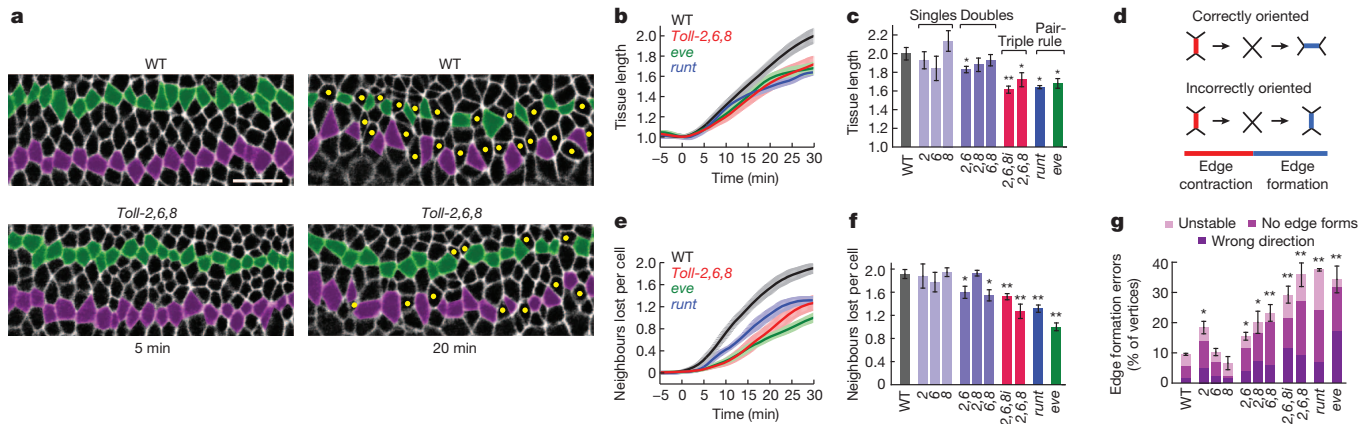 a
WT
WT
Toll-2,6,8
Toll-2,6,8
5 min
20 min
b
WT
Toll-2,6,8
eve
runt
Tissue length
2.0
1.8
1.6
1.4
1.2
1.0
–5 0 5 10 15 20 25 30
Time (min)
c
Singles Doubles
Triple
Pair-
rule
Tissue length
2.4
2.2
2.0
1.8
1.6
1.4
1.2
1.0
* ** * * *
WT 2 6 8 2,6 2,8 6,8 2,6,8i 2,6,8 runt eve
d
Correctly oriented
Incorrectly oriented
Edge
contraction
Edge
formation
e
WT
Toll-2,6,8
eve
runt
Neighbours lost per cell
2.0
1.6
1.2
0.8
0.4
0
–5 0 5 10 15 20 25 30
Time (min)
f
Neighbours lost per cell
2.4
2.0
1.6
1.2
0.8
0.4
0
* * ** ** ** **
WT 2 6 8 2,6 2,8 6,8 2,6,8i 2,6,8 runt eve
g
Unstable
No edge forms
Wrong direction
Edge formation errors
(% of vertices)
40
30
20
10
0
* * * ** ** ** ** **
WT 2 6 8 2,6 2,8 6,8 2,6,8i 2,6,8 runt eve